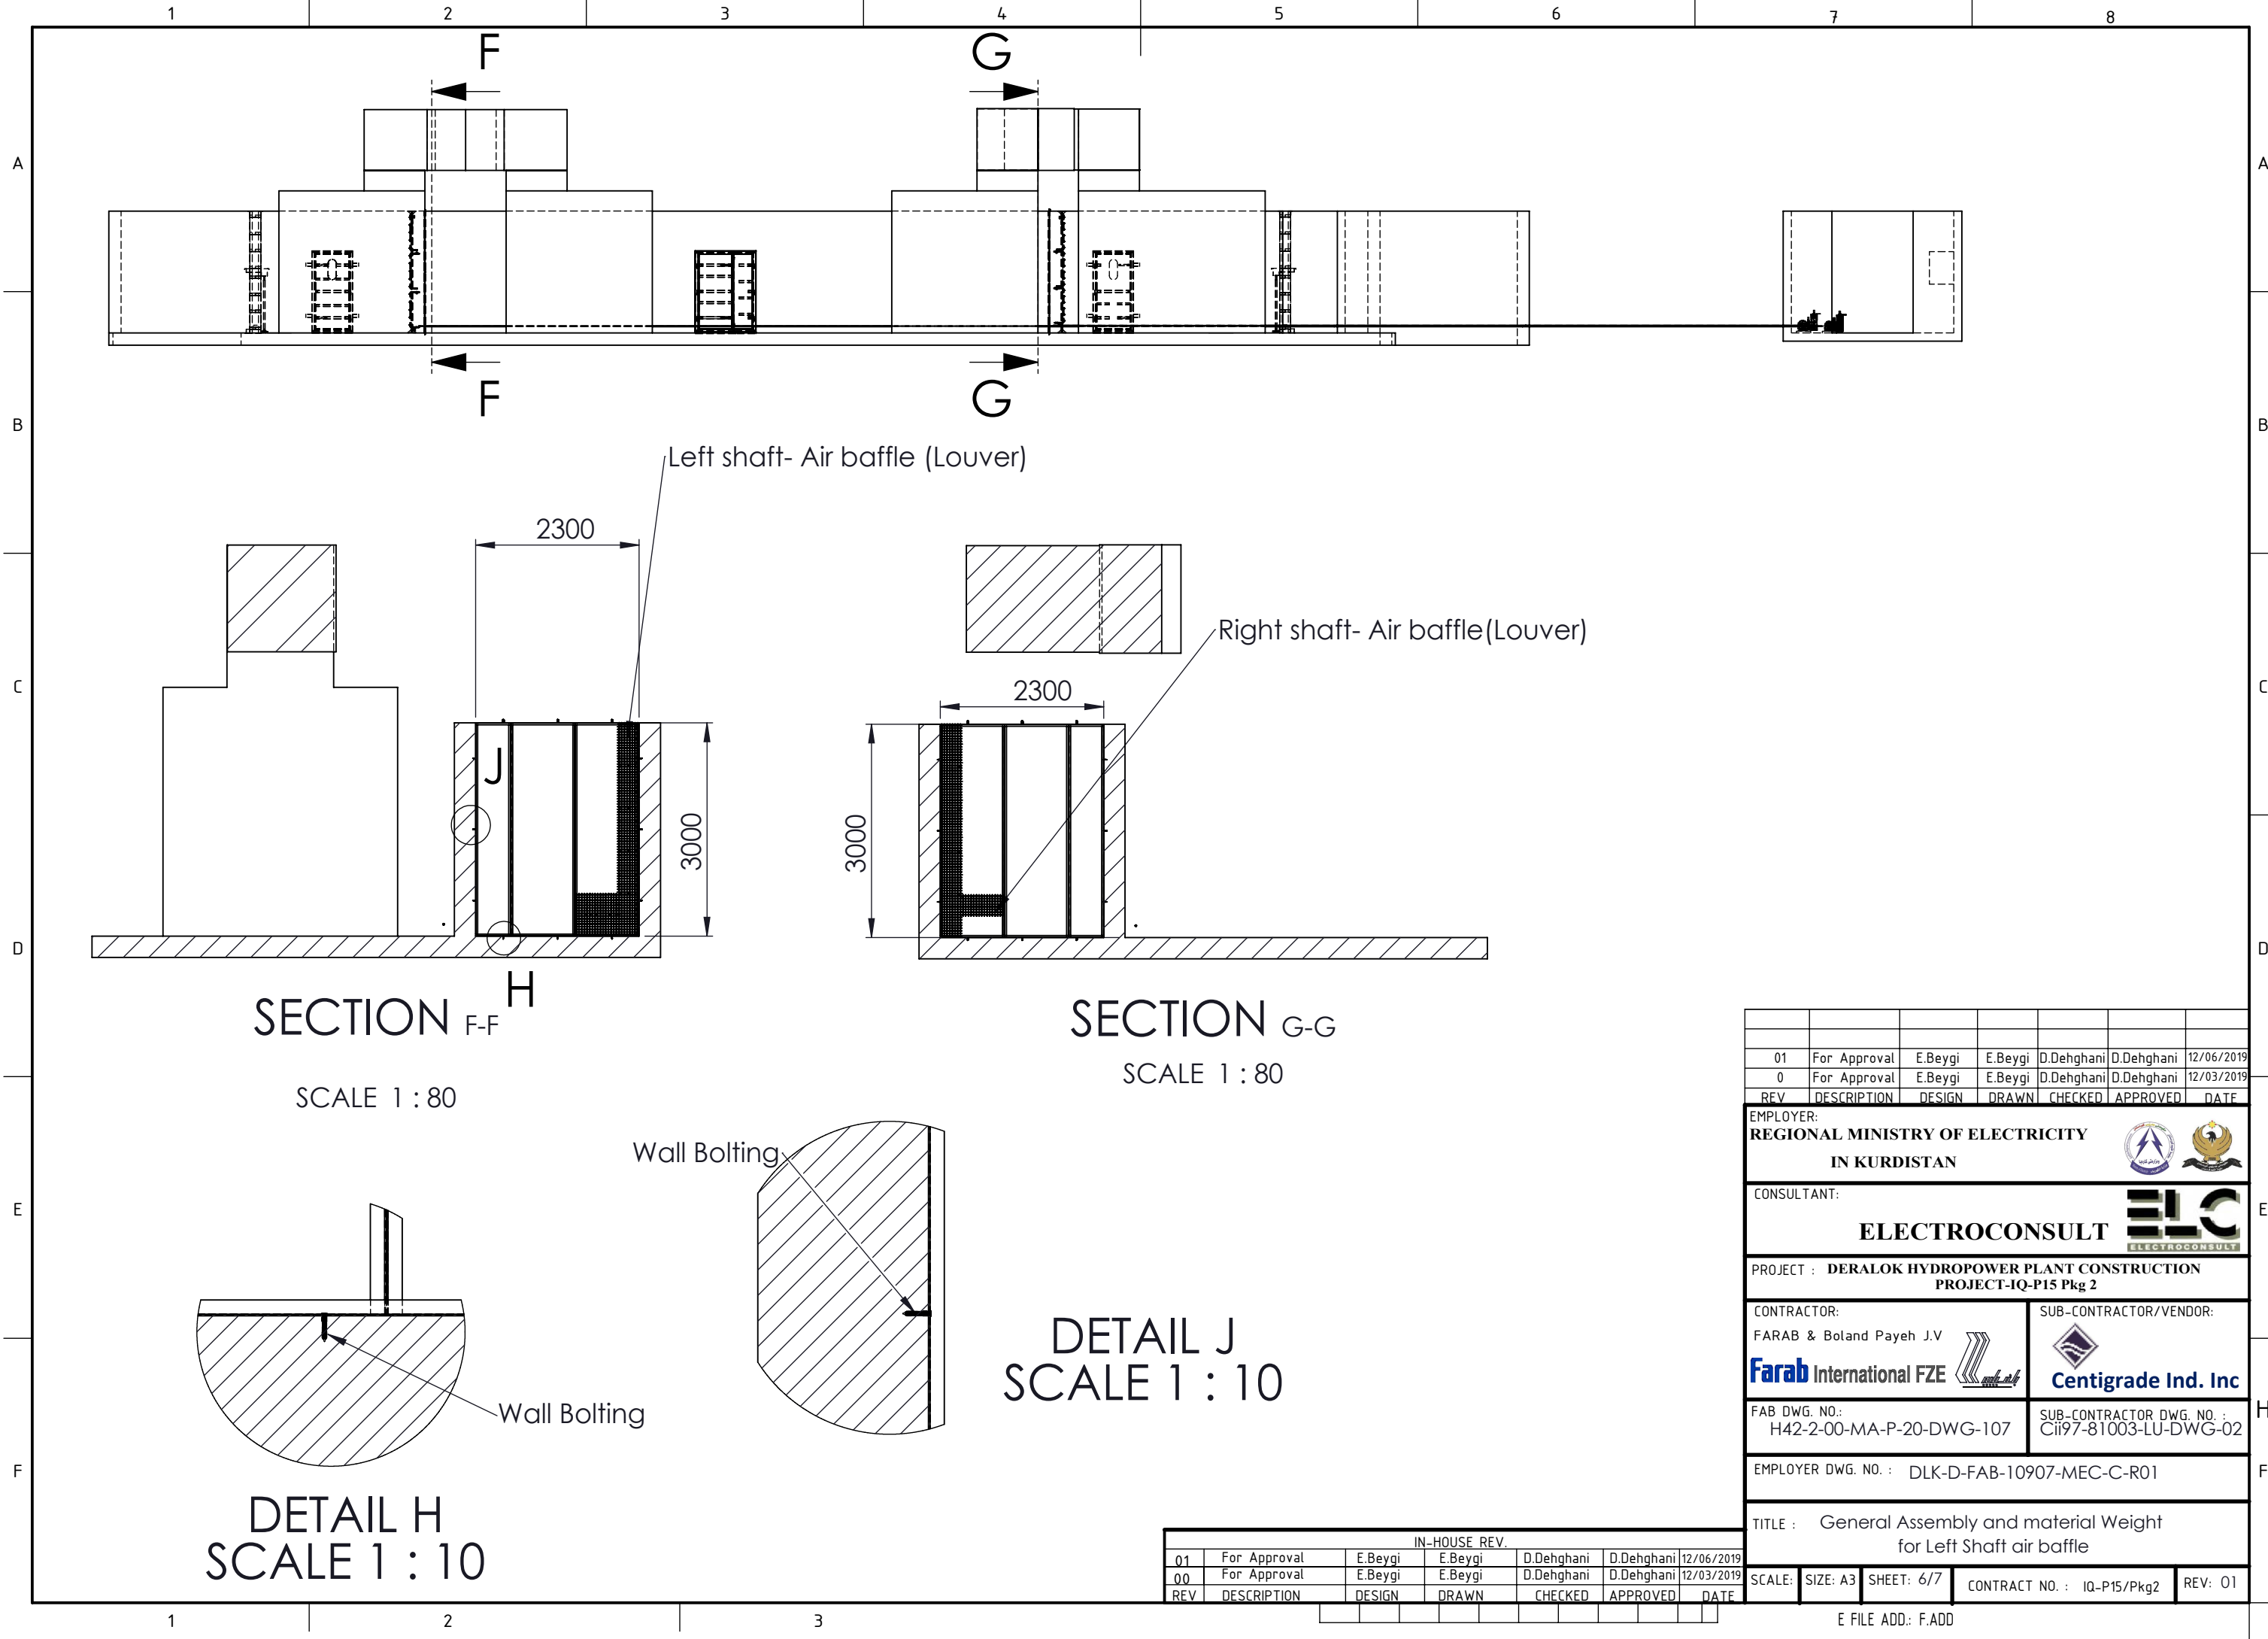 1 2 3 4 5 6 7 8
F G
A A
F G
B B
Left shaft- Air baffle (Louver)
2300
Right shaft- Air baffle(Louver)
2300
C C
J
3000
3000
D D
H
SECTION F-F
SCALE 1 : 80
SECTION G-G
SCALE 1 : 80
Wall Bolting
E E
DETAIL J
SCALE 1 : 10
Wall Bolting
DETAIL H
SCALE 1 : 10
F F
H
01 For Approval E.Beygi E.Beygi D.Dehghani D.Dehghani 12/06/2019
0 For Approval E.Beygi E.Beygi D.Dehghani D.Dehghani 12/03/2019
REV DESCRIPTION DESIGN DRAWN CHECKED APPROVED DATE
EMPLOYER:
REGIONAL MINISTRY OF ELECTRICITY
IN KURDISTAN
CONSULTANT:
ELECTROCONSULT
ELC
ELECTROCONSULT
PROJECT : DERALOK HYDROPOWER PLANT CONSTRUCTION
PROJECT-IQ-P15 Pkg 2
CONTRACTOR:
FARAB & Boland Payeh J.V
Farab International FZE
SUB-CONTRACTOR/VENDOR:
Centigrade Ind. Inc
FAB DWG. NO.:
H42-2-00-MA-P-20-DWG-107
SUB-CONTRACTOR DWG. NO. :
Cii97-81003-LU-DWG-02
EMPLOYER DWG. NO. : DLK-D-FAB-10907-MEC-C-R01
TITLE : General Assembly and material Weight
for Left Shaft air baffle
SCALE: SIZE: A3 SHEET: 6/7 CONTRACT NO. : IQ-P15/Pkg2 REV: 01
IN-HOUSE REV.
01 For Approval E.Beygi E.Beygi D.Dehghani D.Dehghani 12/06/2019
00 For Approval E.Beygi E.Beygi D.Dehghani D.Dehghani 12/03/2019
REV DESCRIPTION DESIGN DRAWN CHECKED APPROVED DATE
1 2 3
E FILE ADD.: F.ADD